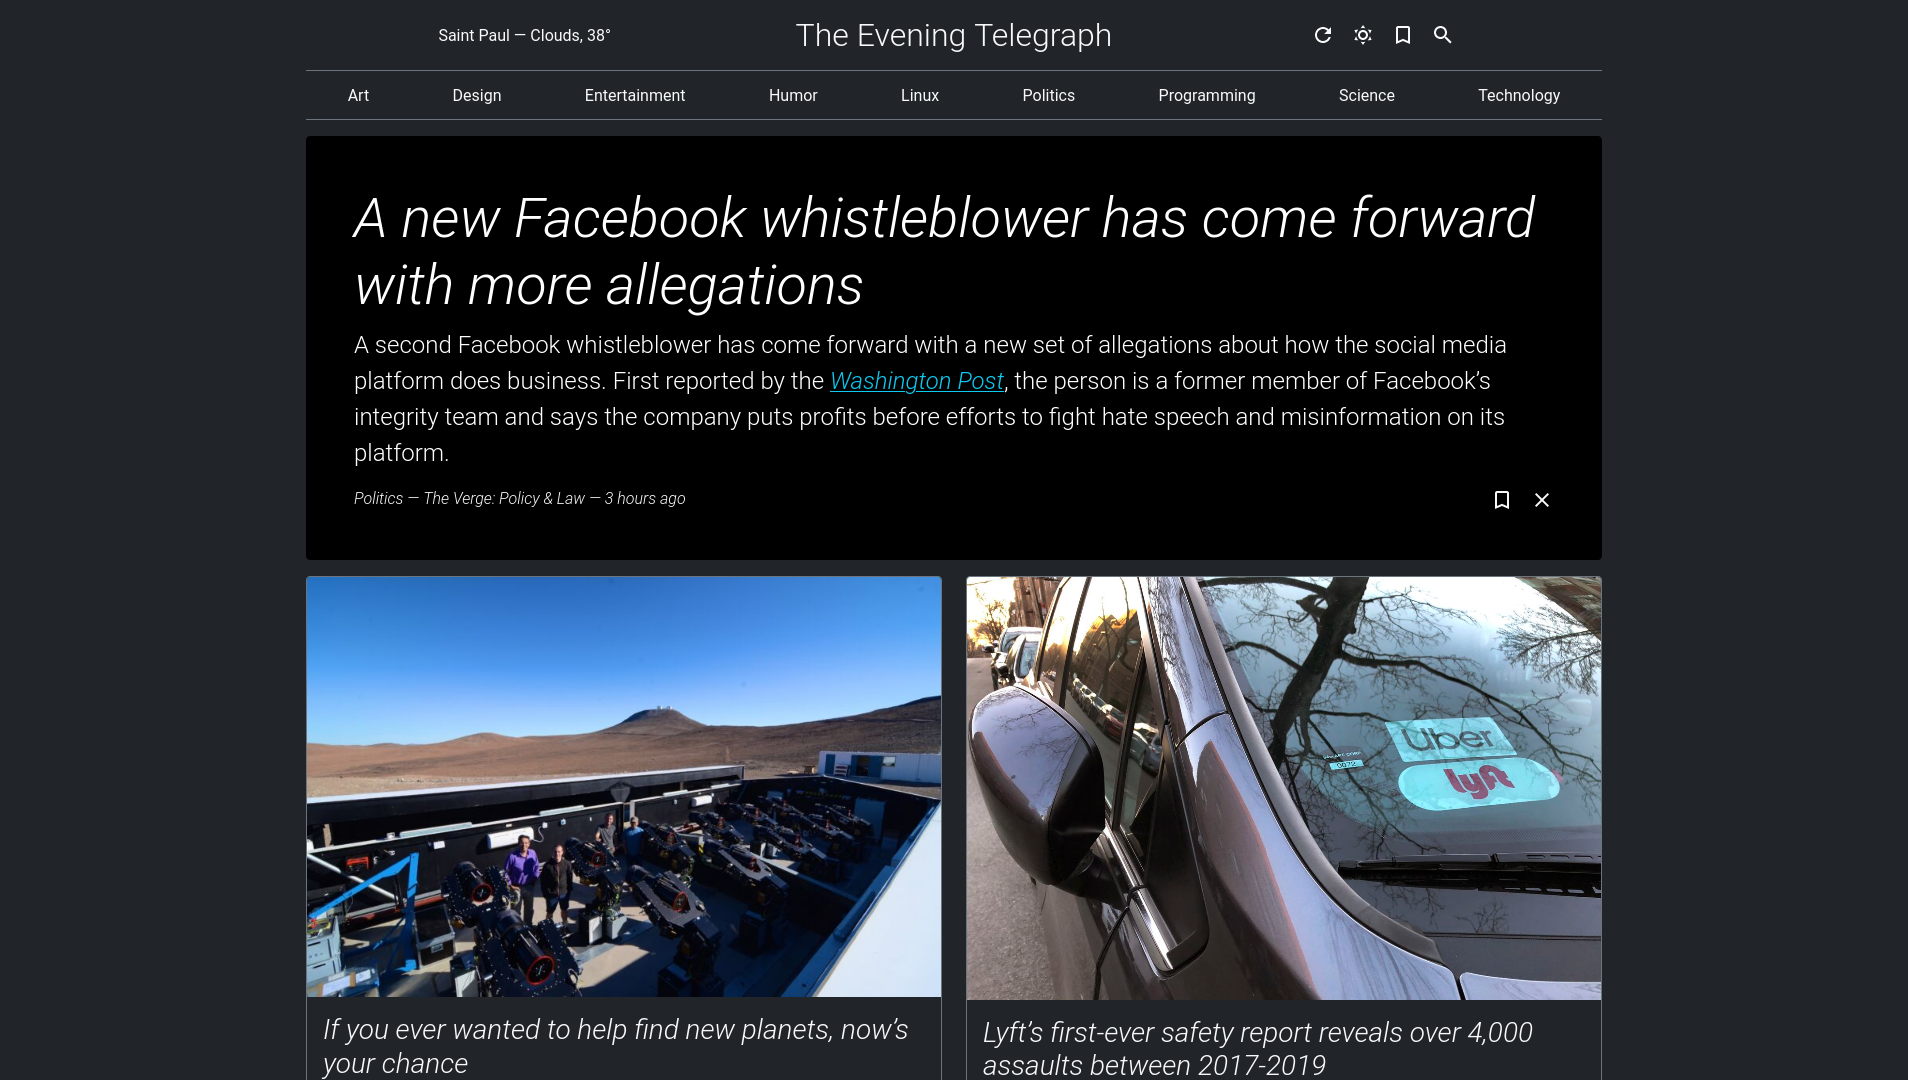 Saint Paul — Clouds, 38°
The Evening Telegraph
Art Design Entertainment Humor Linux Politics Programming Science Technology
A new Facebook whistleblower has come forward
with more allegations
A second Facebook whistleblower has come forward with a new set of allegations about how the social media
platform does business. First reported by the Washington Post, the person is a former member of Facebook’s
integrity team and says the company puts profits before efforts to fight hate speech and misinformation on its
platform.
Politics — The Verge: Policy & Law — 3 hours ago
Uber
lyft
If you ever wanted to help find new planets, now’s
your chance
Lyft’s first-ever safety report reveals over 4,000
assaults between 2017-2019